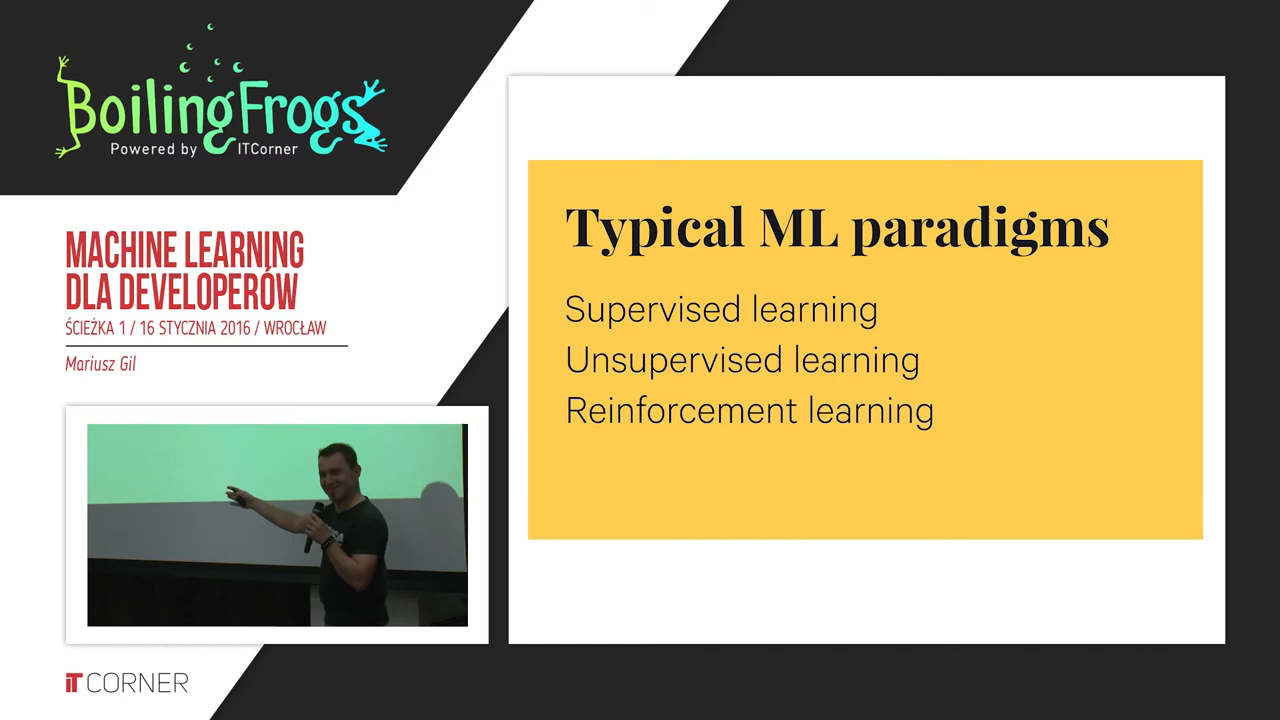 BoilingFrogs
Powered by ITCorner
MACHINE LEARNING
DLA DEVELOPERÓW
ŚCIEŻKA 1 / 16 STYCZNIA 2016 / WROCŁAW
Mariusz Gil
Typical ML paradigms
Supervised learning
Unsupervised learning
Reinforcement learning
iT CORNER